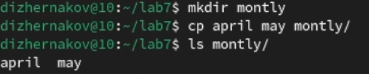 dizhernakov@10:~/lab7$ mkdir montly
dizhernakov@10:~/lab7$ cp april may montly/
dizhernakov@10:~/lab7$ ls montly/
april  may